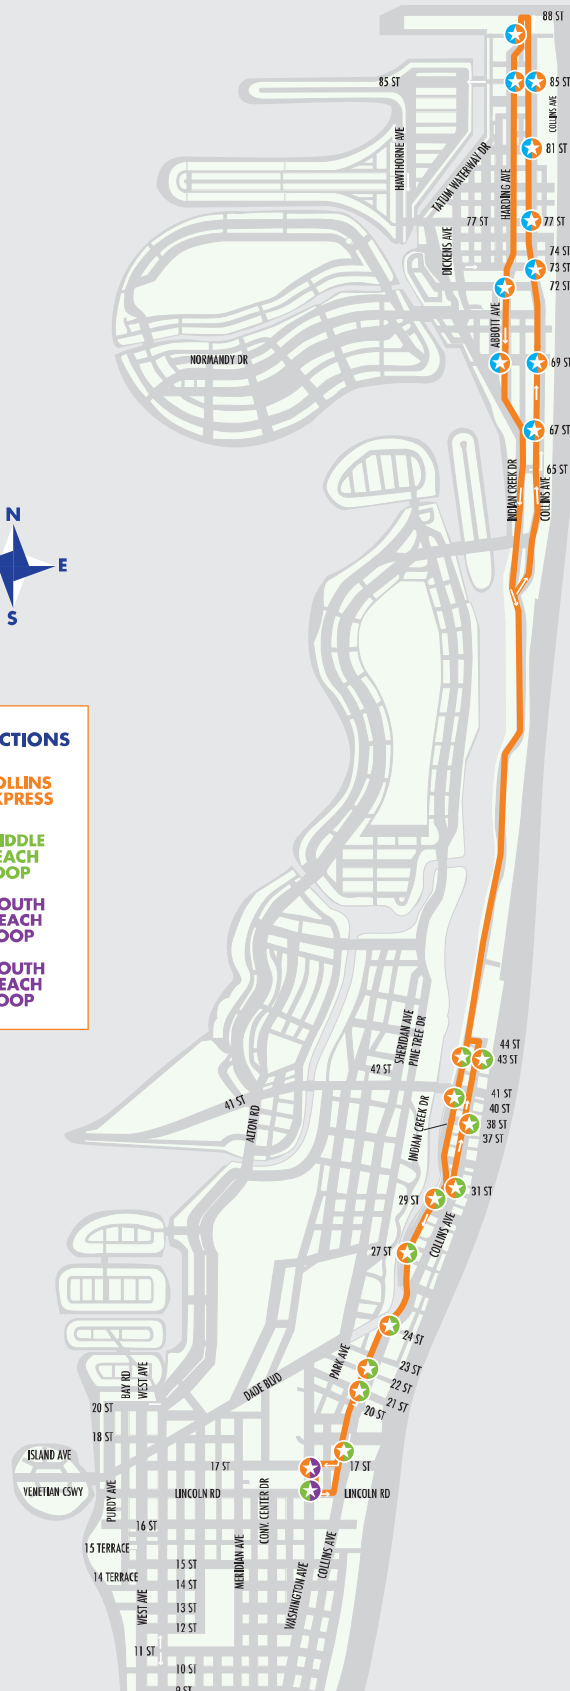 88 ST
85 ST
85 ST
COLLINS AVE
HAWTHORNE AVE
81 ST
TATUM WATERWAY DR
HARDING AVE
77 ST
77 ST
DICKENS AVE
74 ST
73 ST
72 ST
ABBOTT AVE
NORMANDY DR
69 ST
67 ST
65 ST
INDIAN CREEK DR
COLLINS AVE
N
E
S
CTIONS
OLLINS
XPRESS
IDDLE
EACH
OOP
OUTH
EACH
OOP
OUTH
EACH
OOP
SHERIDAN AVE
PINE TREE DR
44 ST
43 ST
42 ST
41 ST
41 ST
40 ST
ALTON RD
INDIAN CREEK DR
38 ST
37 ST
31 ST
29 ST
COLLINS AVE
27 ST
24 ST
PARK AVE
23 ST
22 ST
21 ST
20 ST
DADE BLVD
BAY RD
WEST AVE
20 ST
18 ST
ISLAND AVE
17 ST
17 ST
VENETIAN CSWY
PURDY AVE
LINCOLN RD
CONV. CENTER DR
LINCOLN RD
16 ST
15 TERRACE
MERIDIAN AVE
COLLINS AVE
15 ST
14 TERRACE
14 ST
WASHINGTON AVE
WEST AVE
13 ST
12 ST
11 ST
10 ST
9 ST